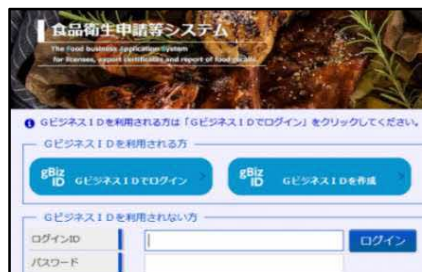 食品衛生申請等システム
The Food business Application System
for licenses, export certificates and report of food recalls
GビジネスIDを利用される方は「GビジネスIDでログイン」をクリックしてください。
GビジネスIDを利用される方
gBiz ID GビジネスIDでログイン
gBiz ID GビジネスIDを作成
GビジネスIDを利用されない方
ログインID
ログイン
パスワード